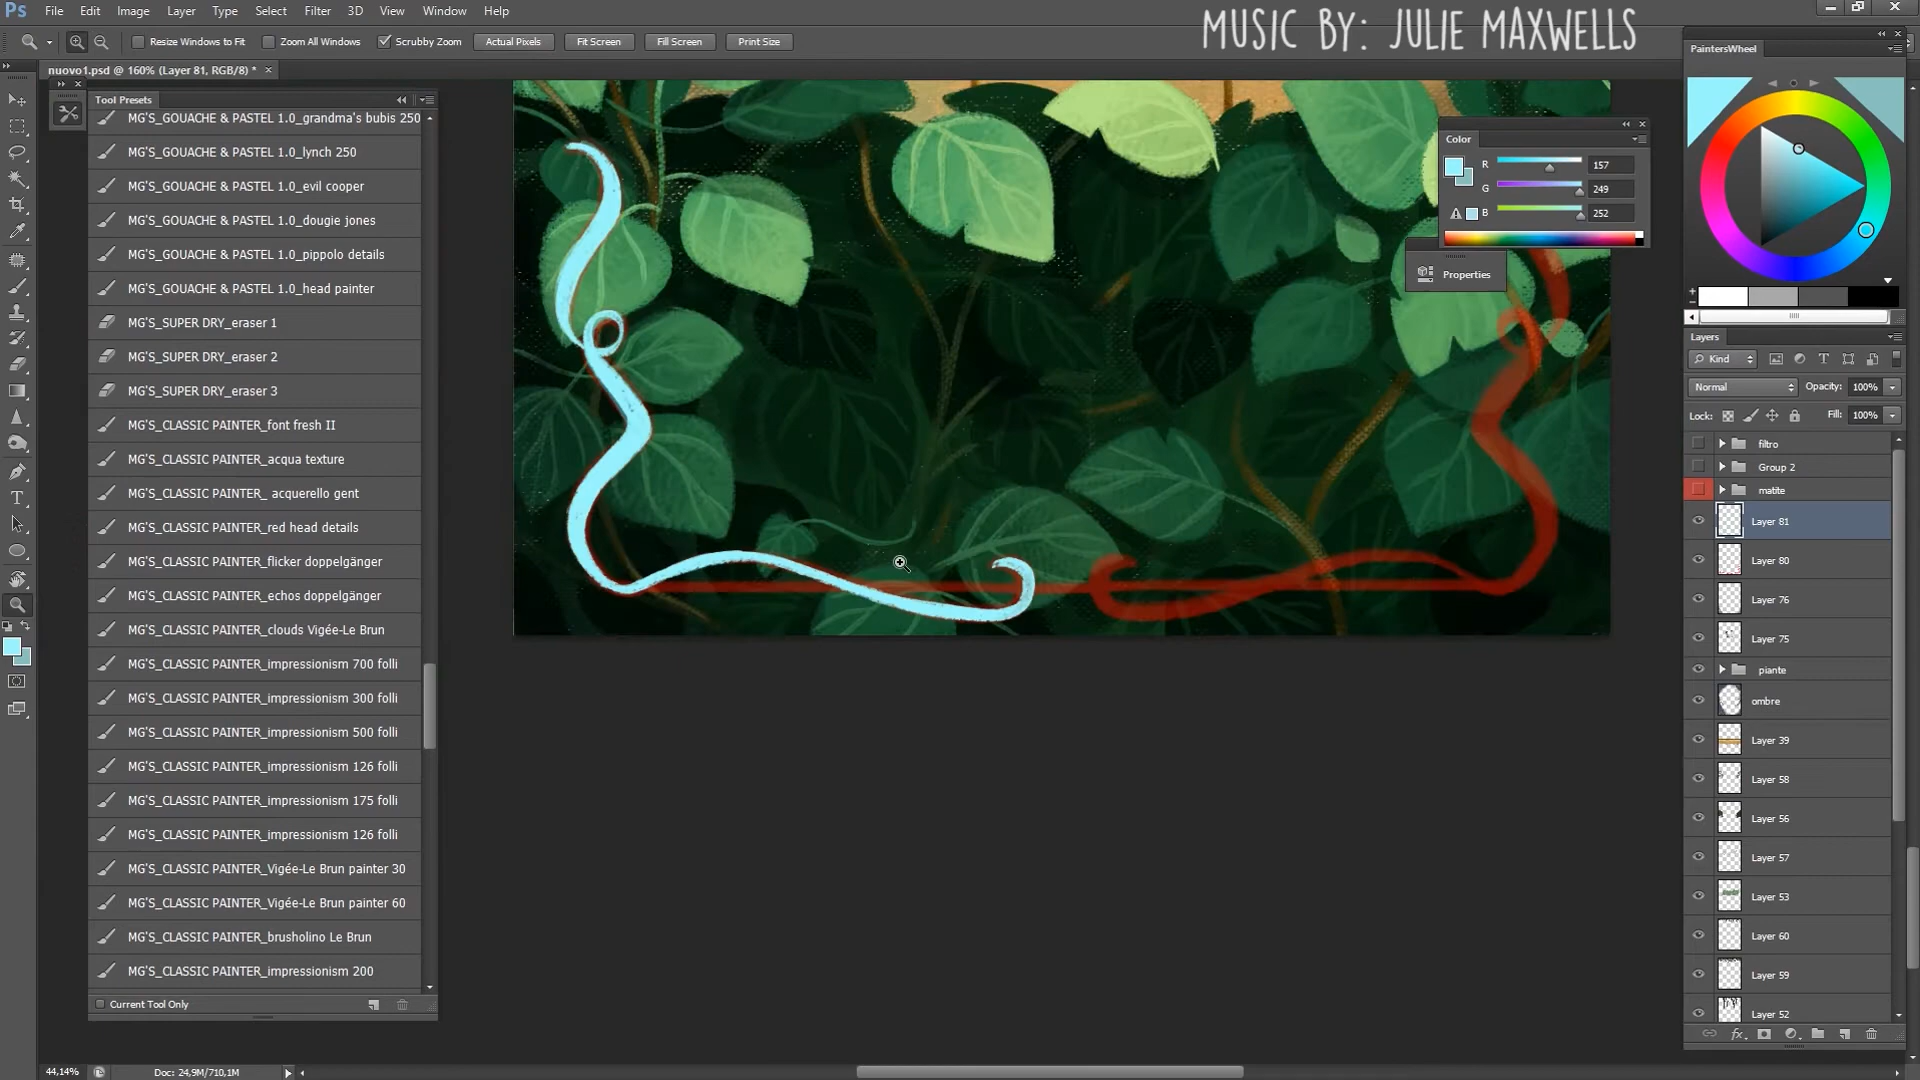 Ps File Edit Image Layer Type Select Filter 3D View Window Help
MUSIC BY: JULIE MAXWELLS
Resize Windows to Fit Zoom All Windows Scrubby Zoom Actual Pixels Fit Screen Fill Screen Print Size
nuovo1.psd @ 160% (Layer 81, RGB/8) *
Tool Presets
MG'S_GOUACHE & PASTEL 1.0_grandma's bubis 250
MG'S_GOUACHE & PASTEL 1.0_lynch 250
MG'S_GOUACHE & PASTEL 1.0_evil cooper
MG'S_GOUACHE & PASTEL 1.0_dougie jones
MG'S_GOUACHE & PASTEL 1.0_pippolo details
MG'S_GOUACHE & PASTEL 1.0_head painter
MG'S_SUPER DRY_eraser 1
MG'S_SUPER DRY_eraser 2
MG'S_SUPER DRY_eraser 3
MG'S_CLASSIC PAINTER_font fresh II
MG'S_CLASSIC PAINTER_acqua texture
MG'S_CLASSIC PAINTER_ acquerello gent
MG'S_CLASSIC PAINTER_red head details
MG'S_CLASSIC PAINTER_flicker doppelgänger
MG'S_CLASSIC PAINTER_echos doppelgänger
MG'S_CLASSIC PAINTER_clouds Vigée-Le Brun
MG'S_CLASSIC PAINTER_impressionism 700 folli
MG'S_CLASSIC PAINTER_impressionism 300 folli
MG'S_CLASSIC PAINTER_impressionism 500 folli
MG'S_CLASSIC PAINTER_impressionism 126 folli
MG'S_CLASSIC PAINTER_impressionism 175 folli
MG'S_CLASSIC PAINTER_impressionism 126 folli
MG'S_CLASSIC PAINTER_Vigée-Le Brun painter 30
MG'S_CLASSIC PAINTER_Vigée-Le Brun painter 60
MG'S_CLASSIC PAINTER_brusholino Le Brun
MG'S_CLASSIC PAINTER_impressionism 200
Current Tool Only
44,14% Doc: 24,9M/710,1M
Color
R 157
G 249
B 252
Properties
PaintersWheel
Layers
Kind
Normal Opacity: 100%
Lock: Fill: 100%
filtro
Group 2
matite
Layer 81
Layer 80
Layer 76
Layer 75
piante
ombre
Layer 39
Layer 58
Layer 56
Layer 57
Layer 53
Layer 60
Layer 59
Layer 52
fx